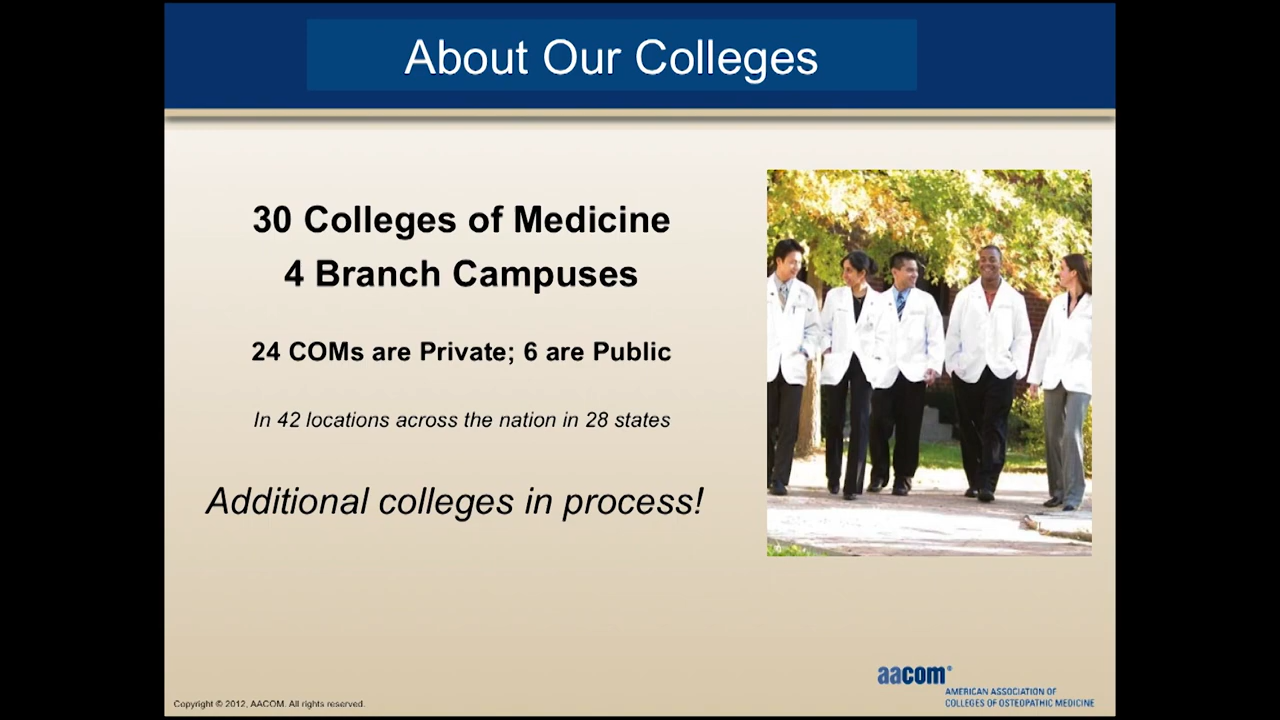 About Our Colleges
30 Colleges of Medicine
4 Branch Campuses
24 COMs are Private; 6 are Public
In 42 locations across the nation in 28 states
Additional colleges in process!
aacom®
AMERICAN ASSOCIATION OF
COLLEGES OF OSTEOPATHIC MEDICINE
Copyright © 2012, AACOM. All rights reserved.